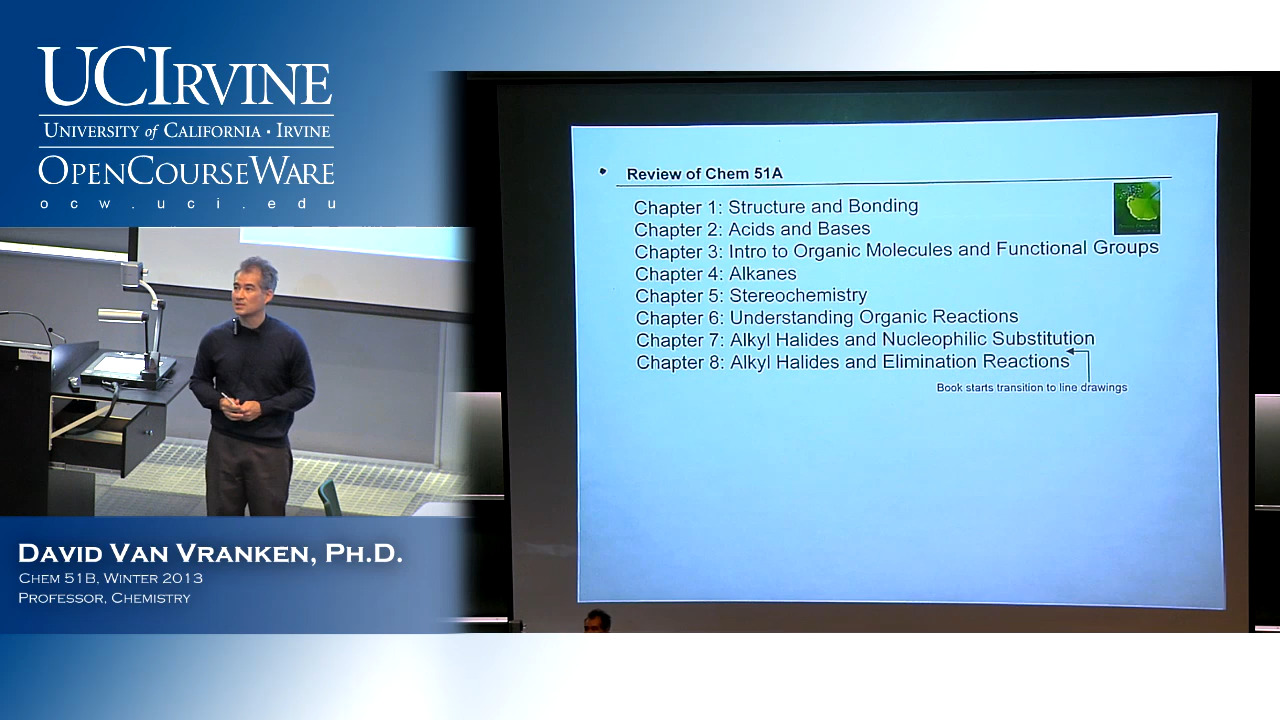 UCIRVINE
UNIVERSITY of CALIFORNIA · IRVINE
OPENCOURSEWARE
ocw.uci.edu
DAVID VAN VRANKEN, PH.D.
CHEM 51B, WINTER 2013
PROFESSOR, CHEMISTRY
• Review of Chem 51A
Chapter 1: Structure and Bonding
Chapter 2: Acids and Bases
Chapter 3: Intro to Organic Molecules and Functional Groups
Chapter 4: Alkanes
Chapter 5: Stereochemistry
Chapter 6: Understanding Organic Reactions
Chapter 7: Alkyl Halides and Nucleophilic Substitution
Chapter 8: Alkyl Halides and Elimination Reactions
Book starts transition to line drawings